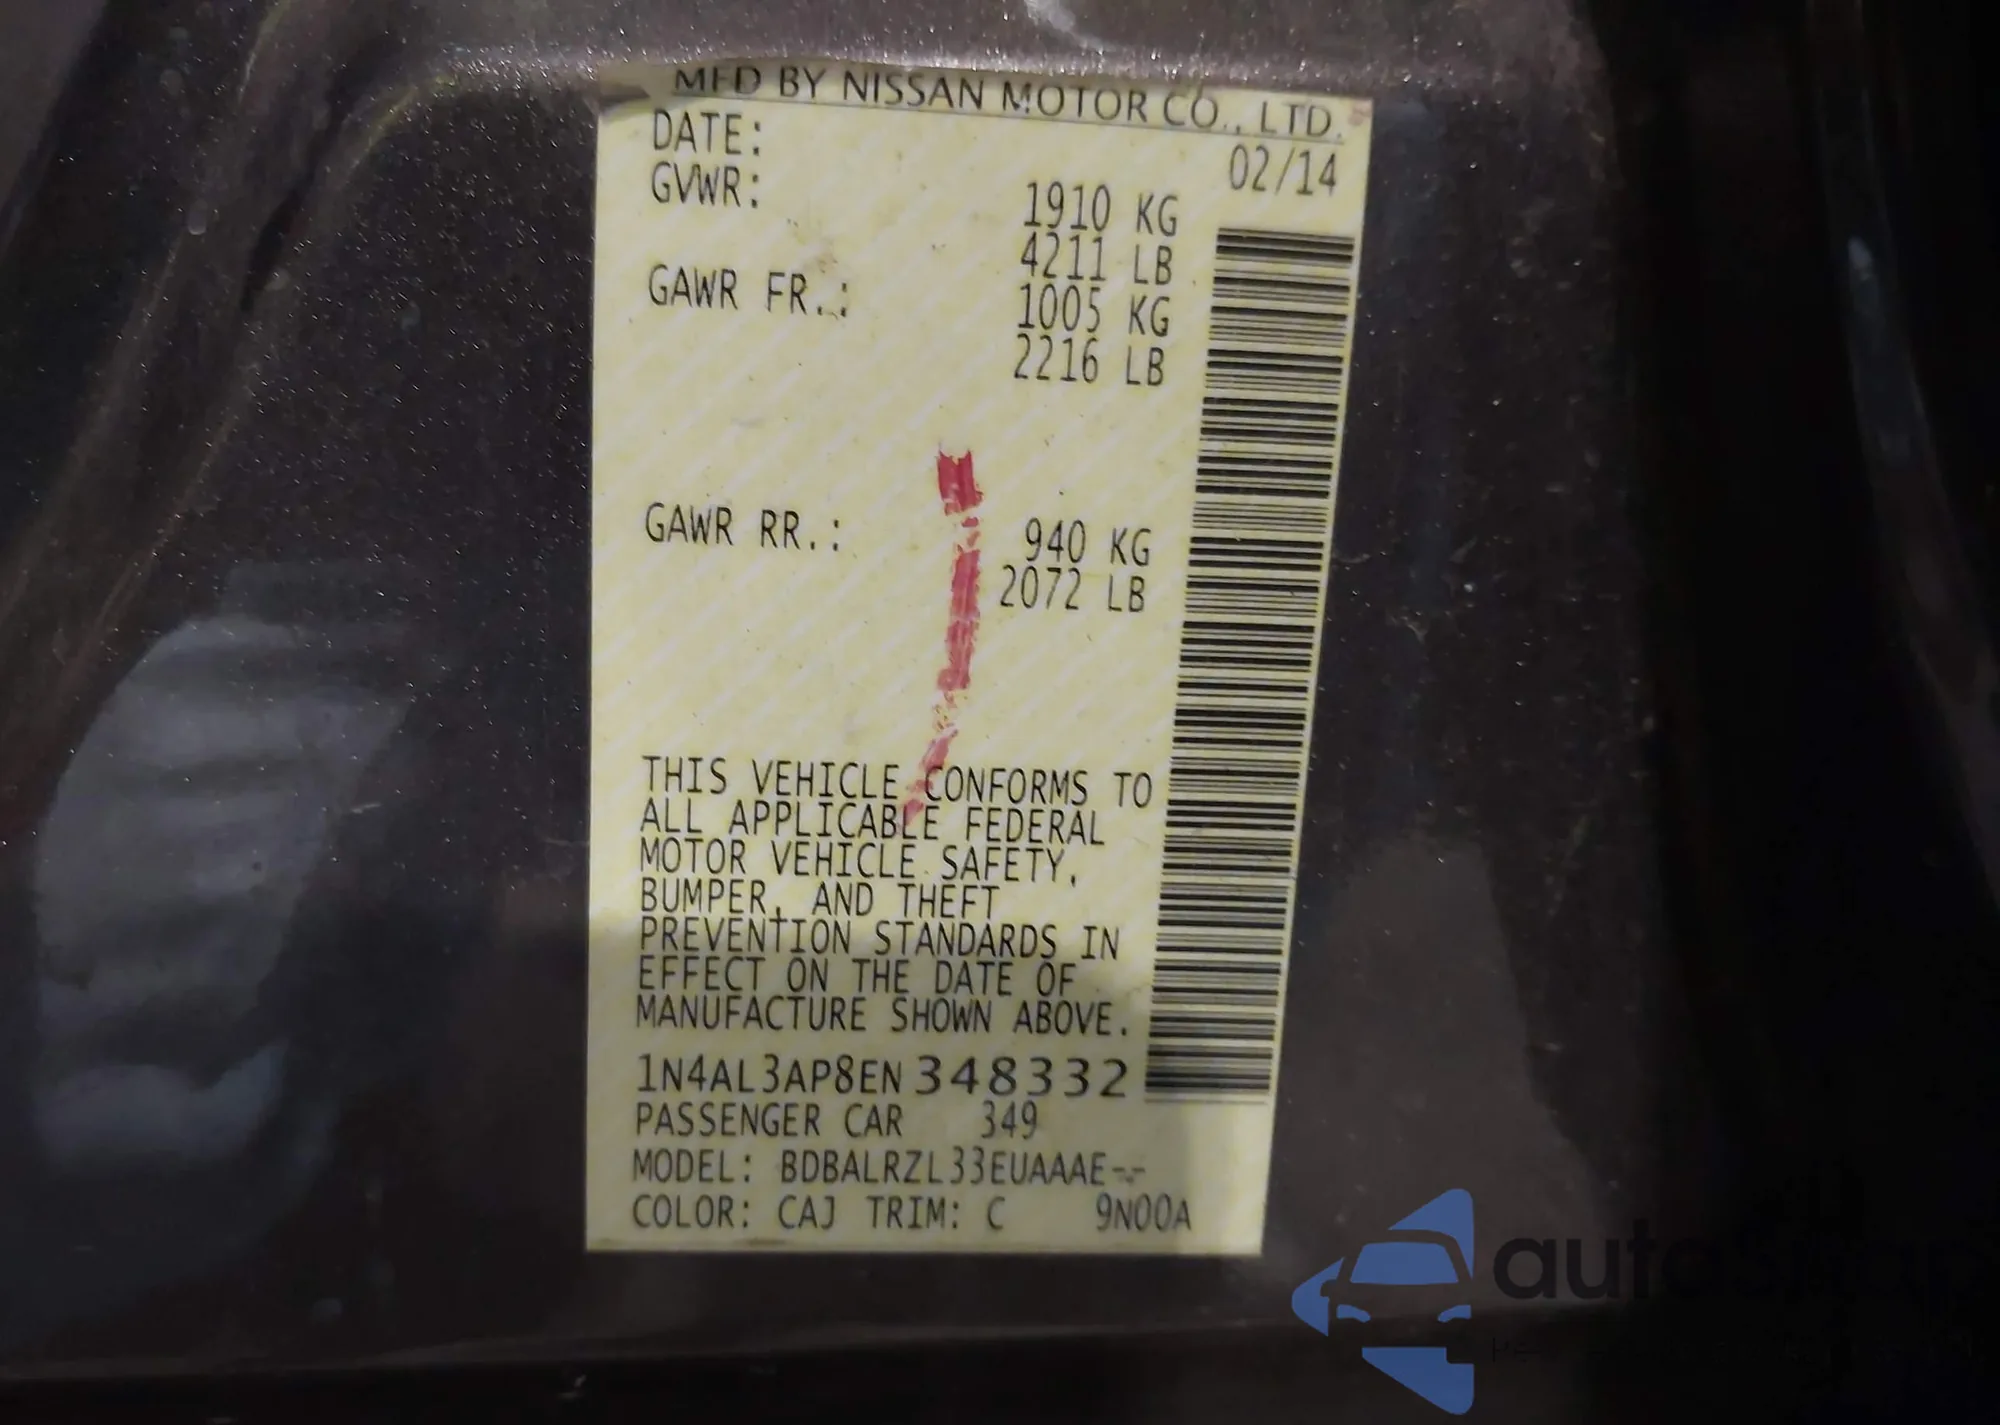 MFD BY NISSAN MOTOR CO., LTD.
DATE: 02/14
GVWR: 1910 KG
4211 LB
GAWR FR.: 1005 KG
2216 LB
GAWR RR.: 940 KG
2072 LB
THIS VEHICLE CONFORMS TO
ALL APPLICABLE FEDERAL
MOTOR VEHICLE SAFETY,
BUMPER, AND THEFT
PREVENTION STANDARDS IN
EFFECT ON THE DATE OF
MANUFACTURE SHOWN ABOVE.
1N4AL3AP8EN348332
PASSENGER CAR 349
MODEL: BDBALRZL33EUAAAE--
COLOR: CAJ TRIM: C 9N00A